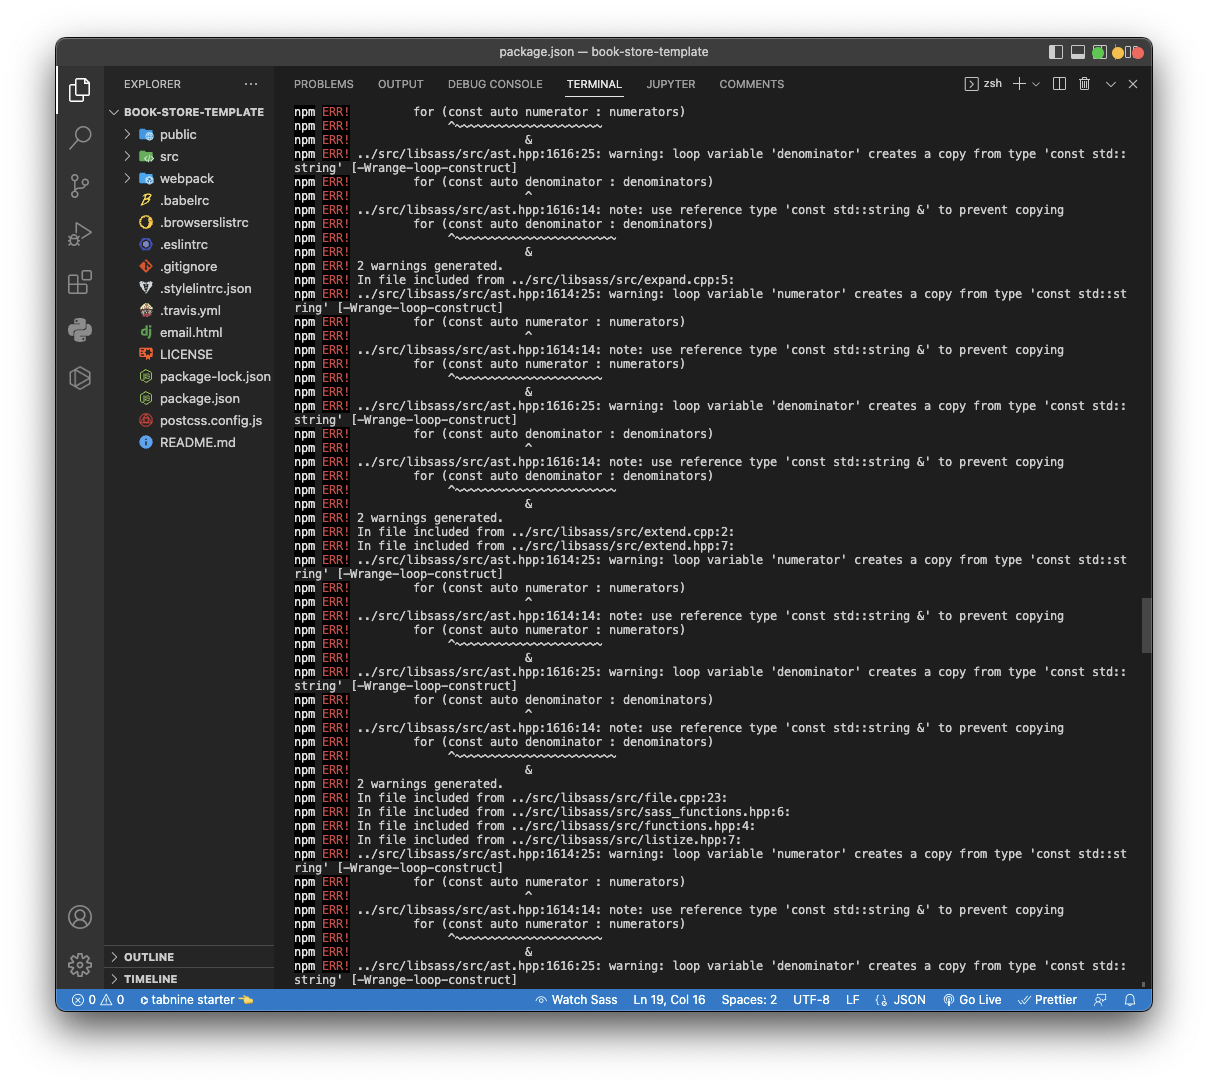 package.json — book-store-template
EXPLORER
BOOK-STORE-TEMPLATE
public
src
webpack
.babelrc
.browserslistrc
.eslintrc
.gitignore
.stylelintrc.json
.travis.yml
email.html
LICENSE
package-lock.json
package.json
postcss.config.js
README.md
OUTLINE
TIMELINE
PROBLEMS OUTPUT DEBUG CONSOLE TERMINAL JUPYTER COMMENTS
zsh
npm ERR!         for (const auto numerator : numerators)
npm ERR!              ^~~~~~~~~~~~~~~~~~~~~~
npm ERR!                         &
npm ERR! ../src/libsass/src/ast.hpp:1616:25: warning: loop variable 'denominator' creates a copy from type 'const std::
string' [-Wrange-loop-construct]
npm ERR!         for (const auto denominator : denominators)
npm ERR!                         ^
npm ERR! ../src/libsass/src/ast.hpp:1616:14: note: use reference type 'const std::string &' to prevent copying
npm ERR!         for (const auto denominator : denominators)
npm ERR!              ^~~~~~~~~~~~~~~~~~~~~~~~
npm ERR!                         &
npm ERR! 2 warnings generated.
npm ERR! In file included from ../src/libsass/src/expand.cpp:5:
npm ERR! ../src/libsass/src/ast.hpp:1614:25: warning: loop variable 'numerator' creates a copy from type 'const std::st
ring' [-Wrange-loop-construct]
npm ERR!         for (const auto numerator : numerators)
npm ERR!                         ^
npm ERR! ../src/libsass/src/ast.hpp:1614:14: note: use reference type 'const std::string &' to prevent copying
npm ERR!         for (const auto numerator : numerators)
npm ERR!              ^~~~~~~~~~~~~~~~~~~~~~
npm ERR!                         &
npm ERR! ../src/libsass/src/ast.hpp:1616:25: warning: loop variable 'denominator' creates a copy from type 'const std::
string' [-Wrange-loop-construct]
npm ERR!         for (const auto denominator : denominators)
npm ERR!                         ^
npm ERR! ../src/libsass/src/ast.hpp:1616:14: note: use reference type 'const std::string &' to prevent copying
npm ERR!         for (const auto denominator : denominators)
npm ERR!              ^~~~~~~~~~~~~~~~~~~~~~~~
npm ERR!                         &
npm ERR! 2 warnings generated.
npm ERR! In file included from ../src/libsass/src/extend.cpp:2:
npm ERR! In file included from ../src/libsass/src/extend.hpp:7:
npm ERR! ../src/libsass/src/ast.hpp:1614:25: warning: loop variable 'numerator' creates a copy from type 'const std::st
ring' [-Wrange-loop-construct]
npm ERR!         for (const auto numerator : numerators)
npm ERR!                         ^
npm ERR! ../src/libsass/src/ast.hpp:1614:14: note: use reference type 'const std::string &' to prevent copying
npm ERR!         for (const auto numerator : numerators)
npm ERR!              ^~~~~~~~~~~~~~~~~~~~~~
npm ERR!                         &
npm ERR! ../src/libsass/src/ast.hpp:1616:25: warning: loop variable 'denominator' creates a copy from type 'const std::
string' [-Wrange-loop-construct]
npm ERR!         for (const auto denominator : denominators)
npm ERR!                         ^
npm ERR! ../src/libsass/src/ast.hpp:1616:14: note: use reference type 'const std::string &' to prevent copying
npm ERR!         for (const auto denominator : denominators)
npm ERR!              ^~~~~~~~~~~~~~~~~~~~~~~~
npm ERR!                         &
npm ERR! 2 warnings generated.
npm ERR! In file included from ../src/libsass/src/file.cpp:23:
npm ERR! In file included from ../src/libsass/src/sass_functions.hpp:6:
npm ERR! In file included from ../src/libsass/src/functions.hpp:4:
npm ERR! In file included from ../src/libsass/src/listize.hpp:7:
npm ERR! ../src/libsass/src/ast.hpp:1614:25: warning: loop variable 'numerator' creates a copy from type 'const std::st
ring' [-Wrange-loop-construct]
npm ERR!         for (const auto numerator : numerators)
npm ERR!                         ^
npm ERR! ../src/libsass/src/ast.hpp:1614:14: note: use reference type 'const std::string &' to prevent copying
npm ERR!         for (const auto numerator : numerators)
npm ERR!              ^~~~~~~~~~~~~~~~~~~~~~
npm ERR!                         &
npm ERR! ../src/libsass/src/ast.hpp:1616:25: warning: loop variable 'denominator' creates a copy from type 'const std::
string' [-Wrange-loop-construct]
0 0 tabnine starter Watch Sass Ln 19, Col 16 Spaces: 2 UTF-8 LF JSON Go Live Prettier